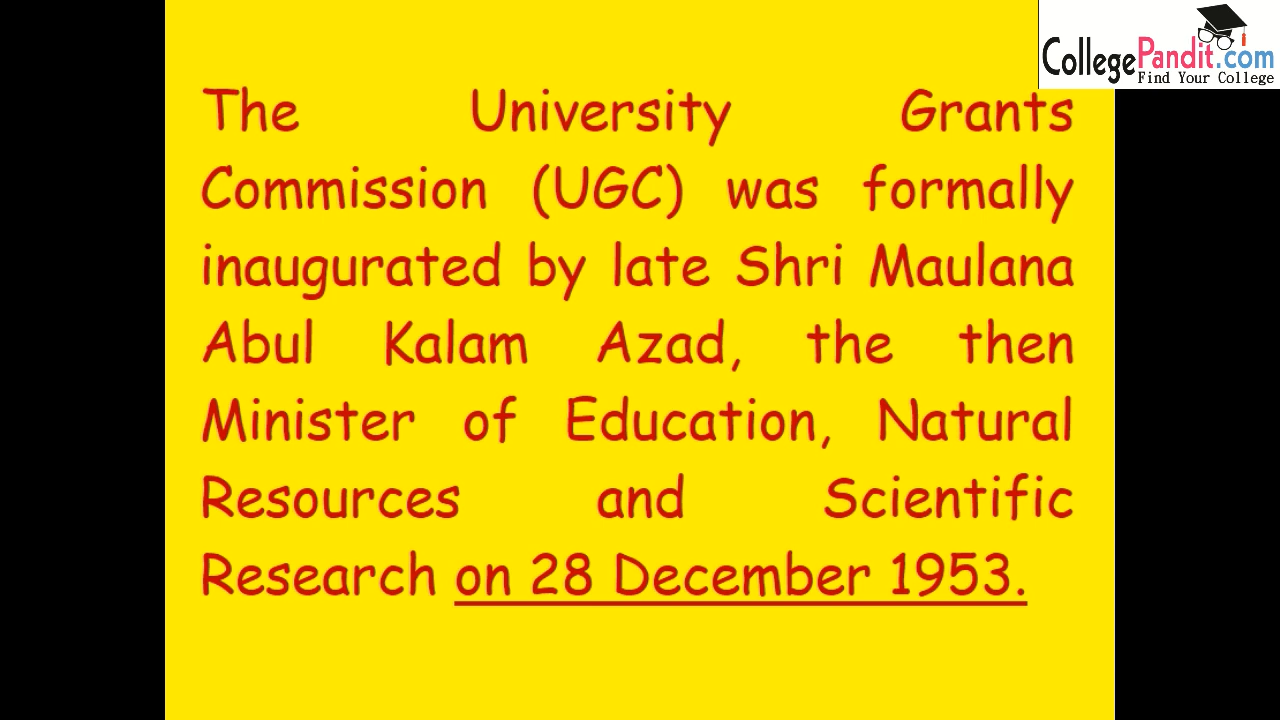 CollegePandit.com
Find Your College
The University Grants
Commission (UGC) was formally
inaugurated by late Shri Maulana
Abul Kalam Azad, the then
Minister of Education, Natural
Resources and Scientific
Research on 28 December 1953.